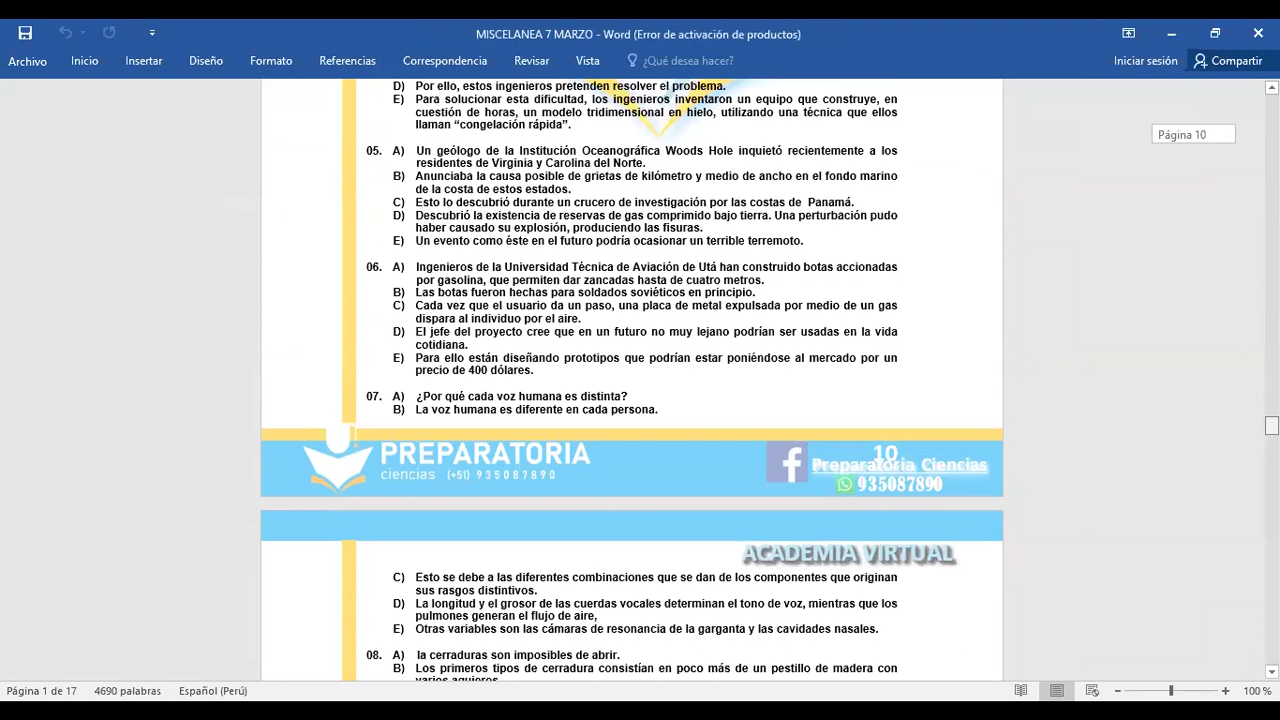 MISCELANEA 7 MARZO - Word (Error de activación de productos)
Archivo Inicio Insertar Diseño Formato Referencias Correspondencia Revisar Vista ¿Qué desea hacer? Iniciar sesión Compartir
D) Por ello, estos ingenieros pretenden resolver el problema.
E) Para solucionar esta dificultad, los ingenieros inventaron un equipo que construye, en
cuestión de horas, un modelo tridimensional en hielo, utilizando una técnica que ellos
llaman “congelación rápida”.
Página 10
05. A) Un geólogo de la Institución Oceanográfica Woods Hole inquietó recientemente a los
residentes de Virginia y Carolina del Norte.
B) Anunciaba la causa posible de grietas de kilómetro y medio de ancho en el fondo marino
de la costa de estos estados.
C) Esto lo descubrió durante un crucero de investigación por las costas de Panamá.
D) Descubrió la existencia de reservas de gas comprimido bajo tierra. Una perturbación pudo
haber causado su explosión, produciendo las fisuras.
E) Un evento como éste en el futuro podría ocasionar un terrible terremoto.
06. A) Ingenieros de la Universidad Técnica de Aviación de Utá han construido botas accionadas
por gasolina, que permiten dar zancadas hasta de cuatro metros.
B) Las botas fueron hechas para soldados soviéticos en principio.
C) Cada vez que el usuario da un paso, una placa de metal expulsada por medio de un gas
dispara al individuo por el aire.
D) El jefe del proyecto cree que en un futuro no muy lejano podrían ser usadas en la vida
cotidiana.
E) Para ello están diseñando prototipos que podrían estar poniéndose al mercado por un
precio de 400 dólares.
07. A) ¿Por qué cada voz humana es distinta?
B) La voz humana es diferente en cada persona.
PREPARATORIA
ciencias (+51) 935087890
10
Preparatoria Ciencias
935087890
ACADEMIA VIRTUAL
C) Esto se debe a las diferentes combinaciones que se dan de los componentes que originan
sus rasgos distintivos.
D) La longitud y el grosor de las cuerdas vocales determinan el tono de voz, mientras que los
pulmones generan el flujo de aire,
E) Otras variables son las cámaras de resonancia de la garganta y las cavidades nasales.
08. A) la cerraduras son imposibles de abrir.
B) Los primeros tipos de cerradura consistían en poco más de un pestillo de madera con
varios agujeros
Página 1 de 17 4690 palabras Español (Perú) 100 %